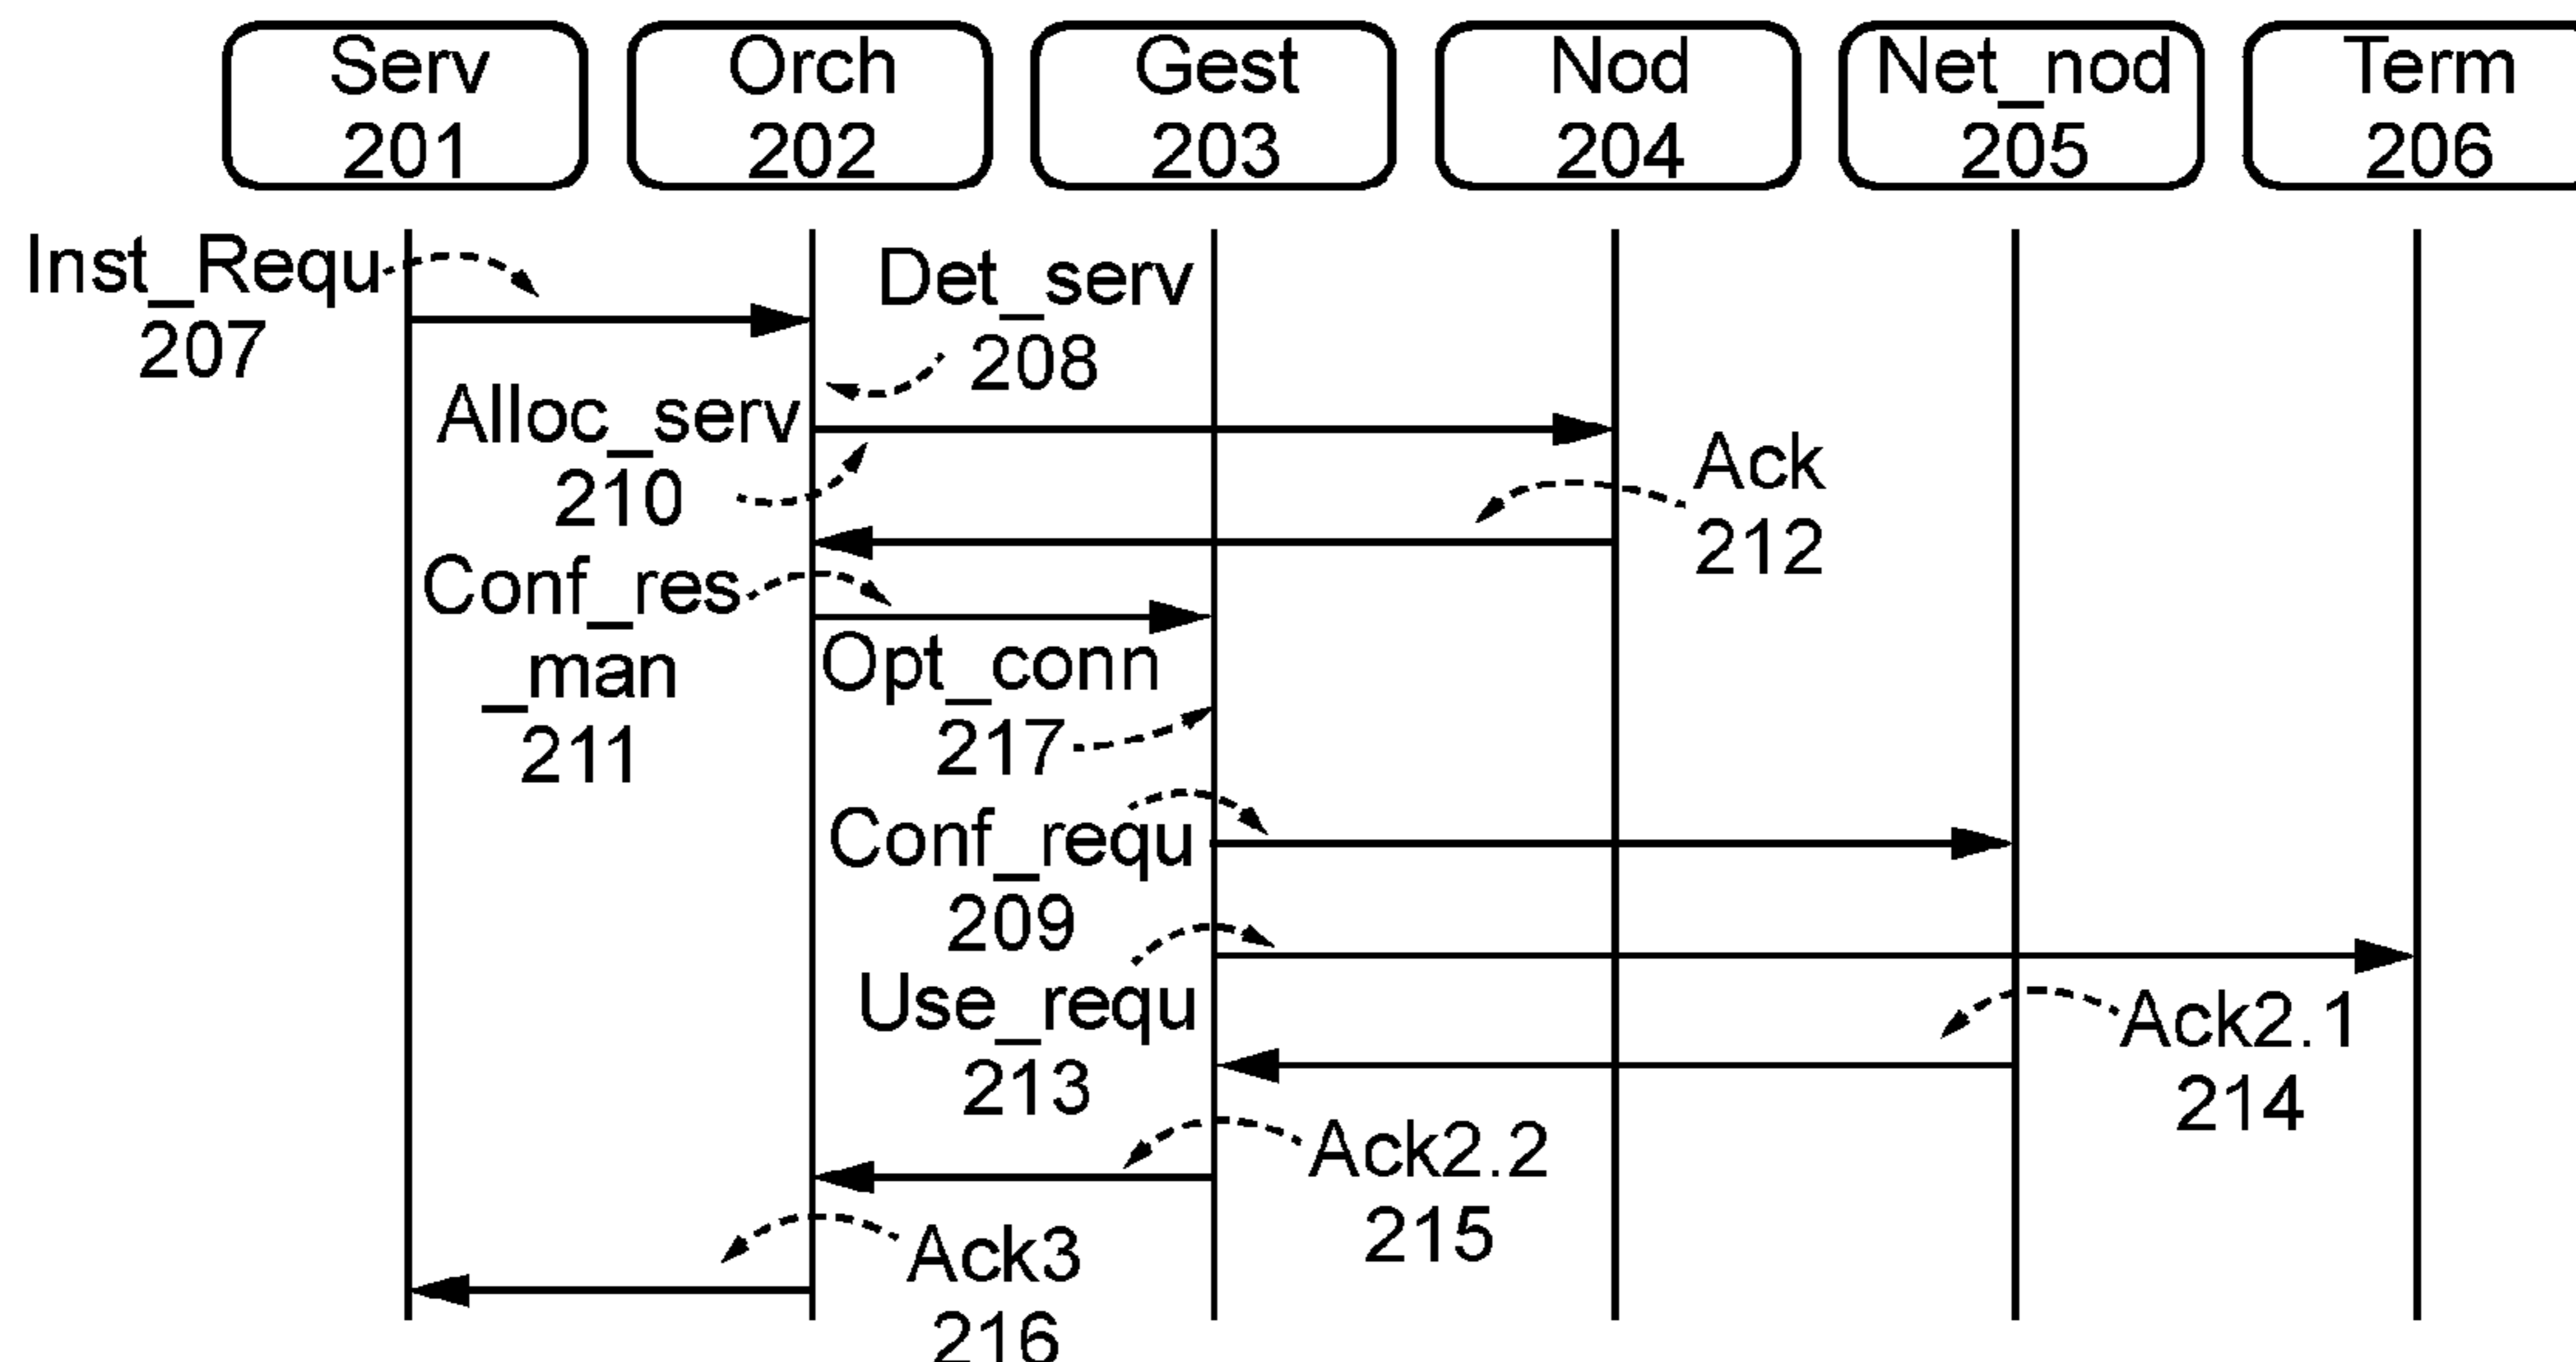 Serv
201
Orch
202
Gest
203
Nod
204
Net_nod
205
Term
206
Inst_Requ
207
Det_serv
208
Alloc_serv
210
Ack
212
Conf_res
_man
211
Opt_conn
217
Conf_requ
209
Use_requ
213
Ack2.1
214
Ack2.2
215
Ack3
216